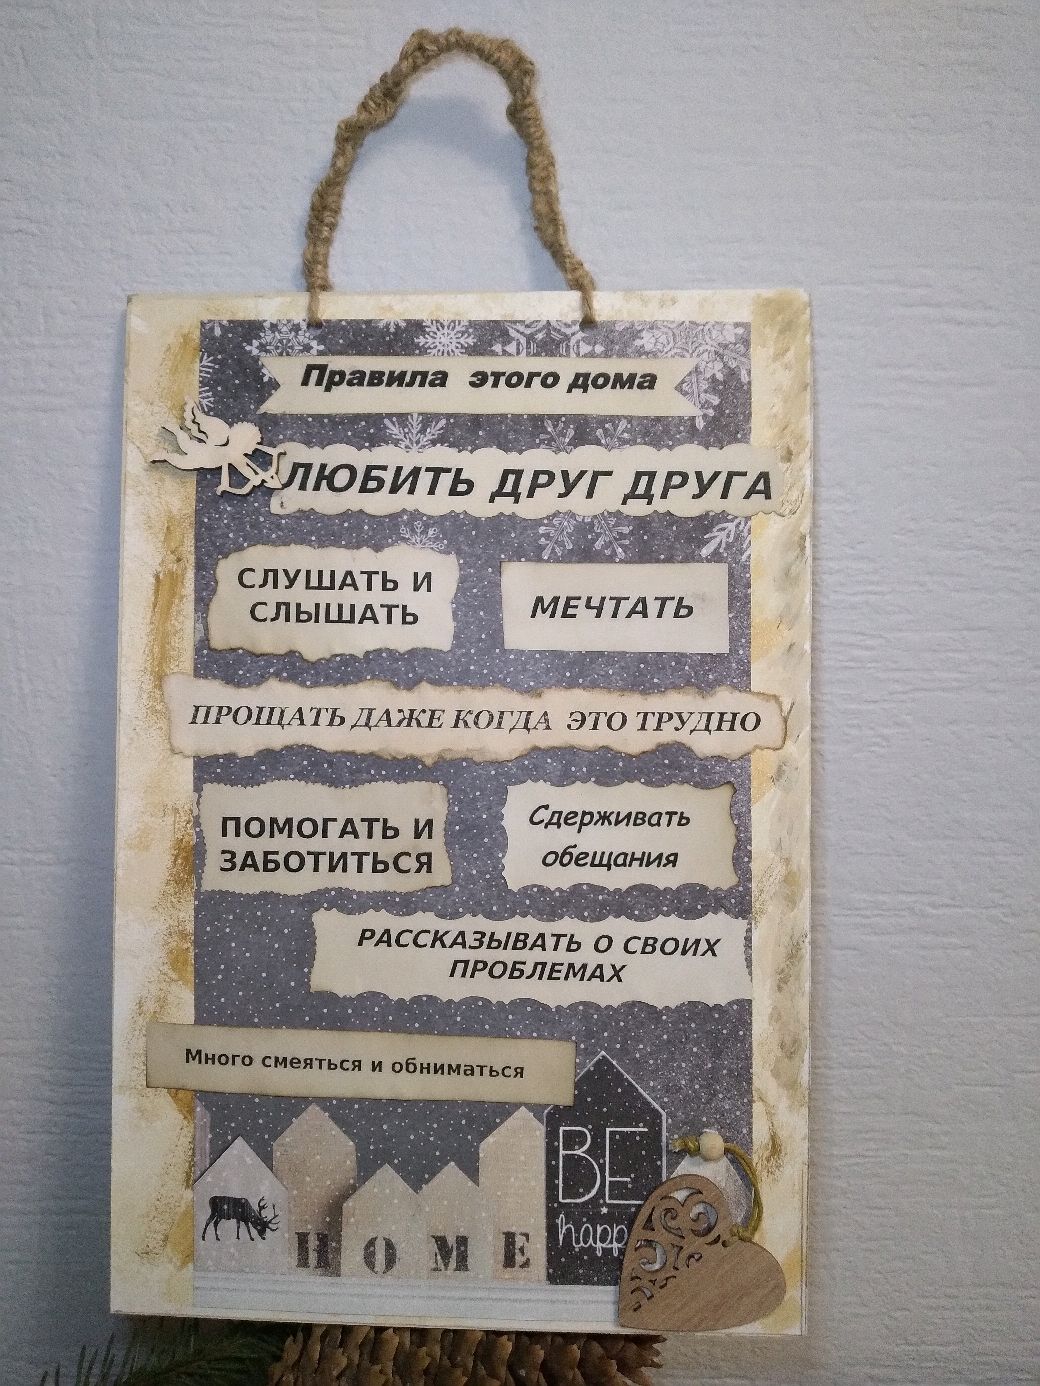 Правила этого дома
ЛЮБИТЬ ДРУГ ДРУГА
СЛУШАТЬ И
СЛЫШАТЬ
МЕЧТАТЬ
ПРОЩАТЬ ДАЖЕ КОГДА ЭТО ТРУДНО
ПОМОГАТЬ И
ЗАБОТИТЬСЯ
Сдерживать
обещания
РАССКАЗЫВАТЬ О СВОИХ
ПРОБЛЕМАХ
Много смеяться и обниматься
BE
happ
HOME